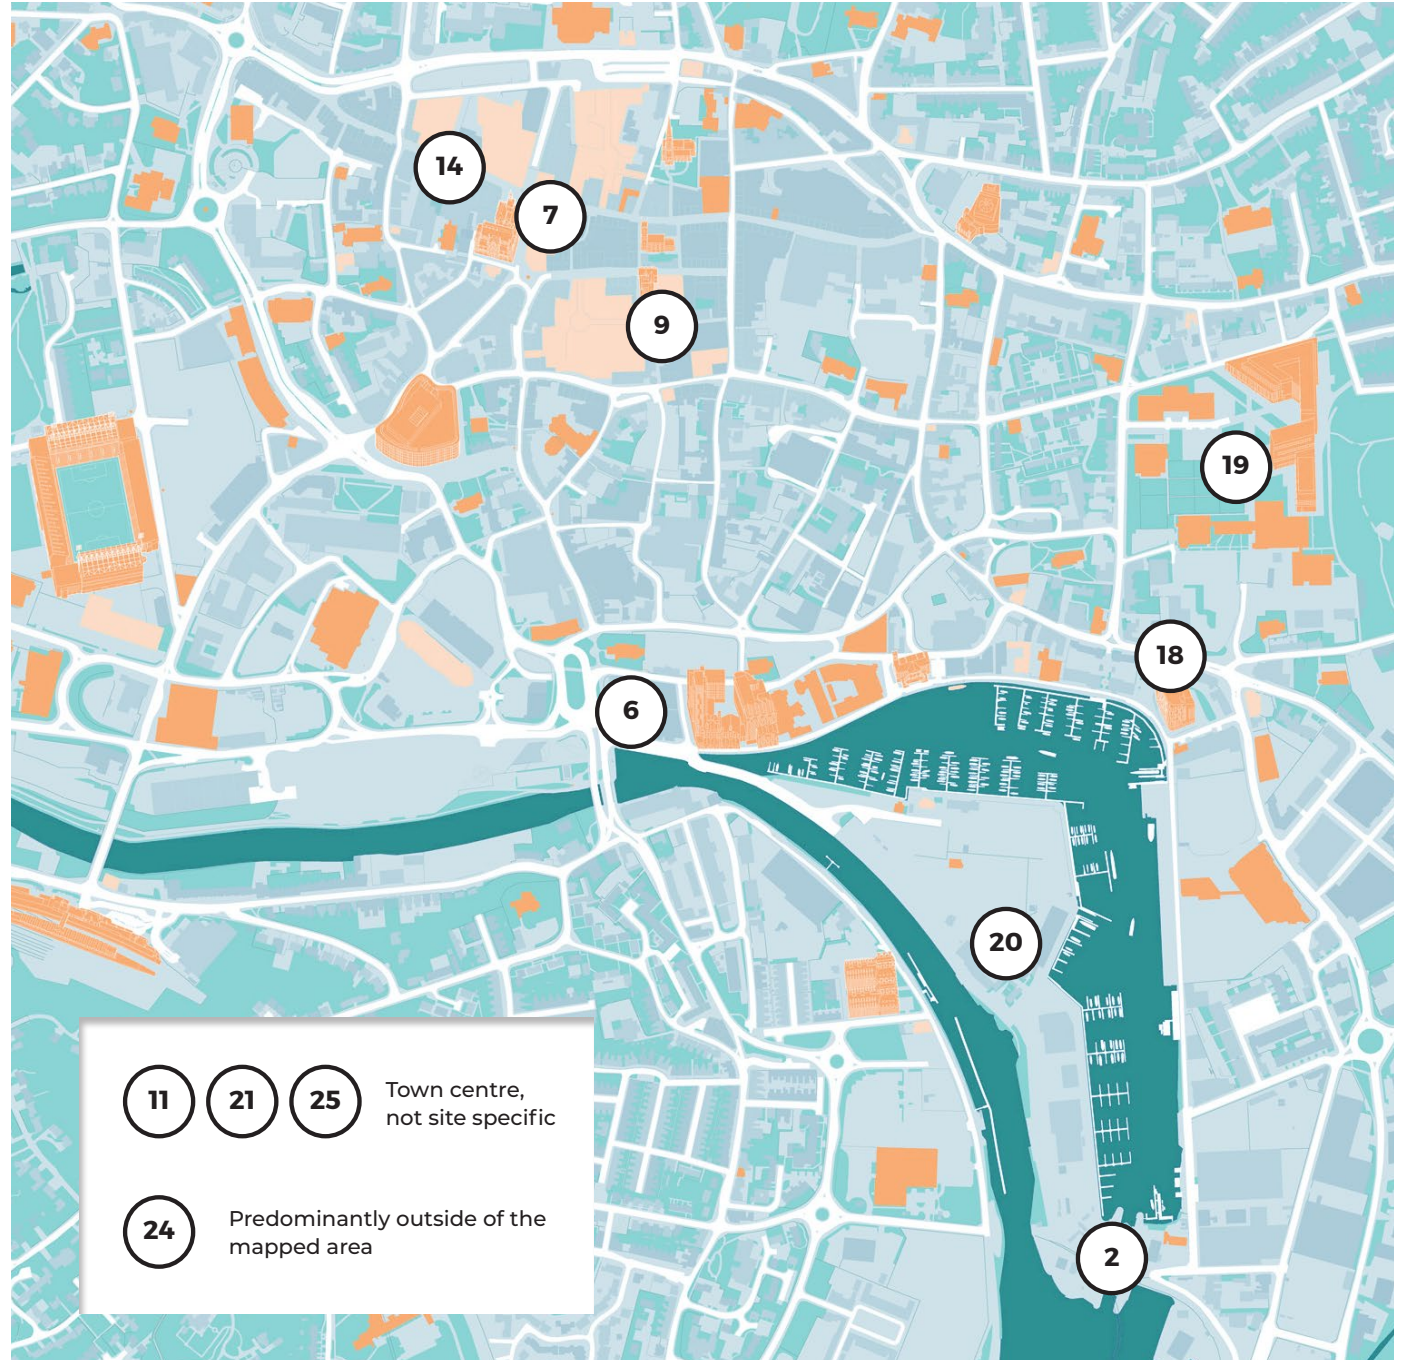 14
7
9
19
18
6
20
11 21 25 Town centre,
not site specific
24 Predominantly outside of the
mapped area
2